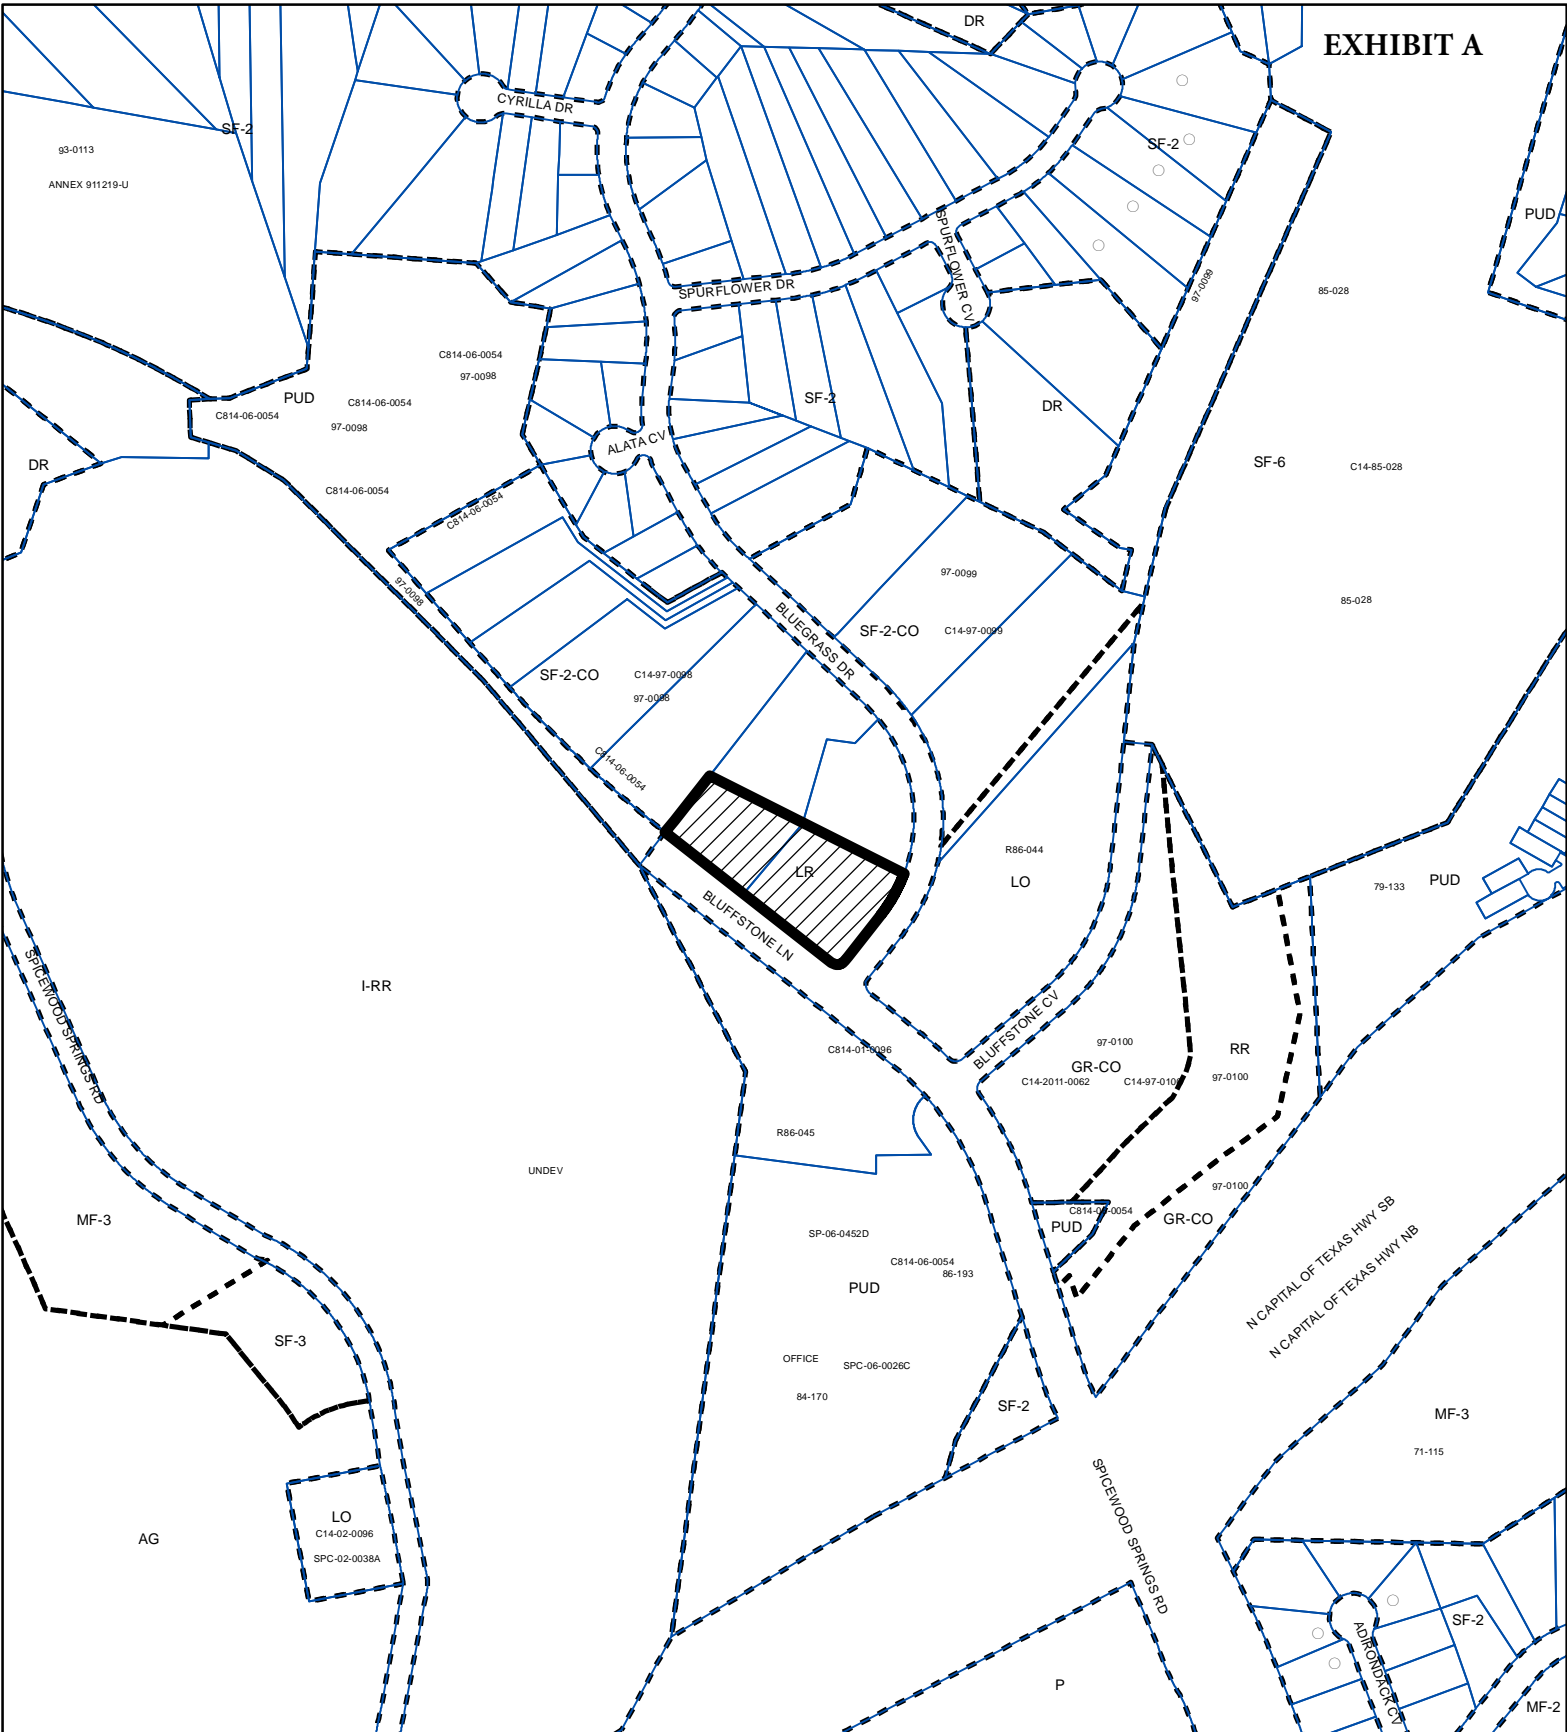 DR
EXHIBIT A
CYRILLA DR
SF-2
93-0113
ANNEX 911219-U
SF-2
PUD
SPURFLOWER CV
SPURFLOWER DR
97-0099
85-028
C814-06-0054
97-0098
PUD
C814-06-0054
C814-06-0054
97-0098
SF-2
DR
ALATA CV
DR
SF-6
C14-85-028
C814-06-0054
C814-06-0054
97-0098
97-0099
85-028
BLUEGRASS DR
SF-2-CO
C14-97-0099
SF-2-CO
C14-97-0098
97-0098
C814-06-0054
R86-044
LO
LR
79-133
PUD
BLUFFSTONE LN
I-RR
SPICEWOOD SPRINGS RD
BLUFFSTONE CV
C814-01-0096
97-0100
RR
GR-CO
C14-2011-0062
C14-97-010
97-0100
R86-045
UNDEV
97-0100
MF-3
C814-06-0054
PUD
GR-CO
SP-06-0452D
C814-06-0054
86-193
PUD
N CAPITAL OF TEXAS HWY SB
N CAPITAL OF TEXAS HWY NB
SF-3
OFFICE
SPC-06-0026C
84-170
SF-2
MF-3
71-115
SPICEWOOD SPRINGS RD
LO
C14-02-0096
SPC-02-0038A
AG
SF-2
ADIRONDACK CV
P
MF-2